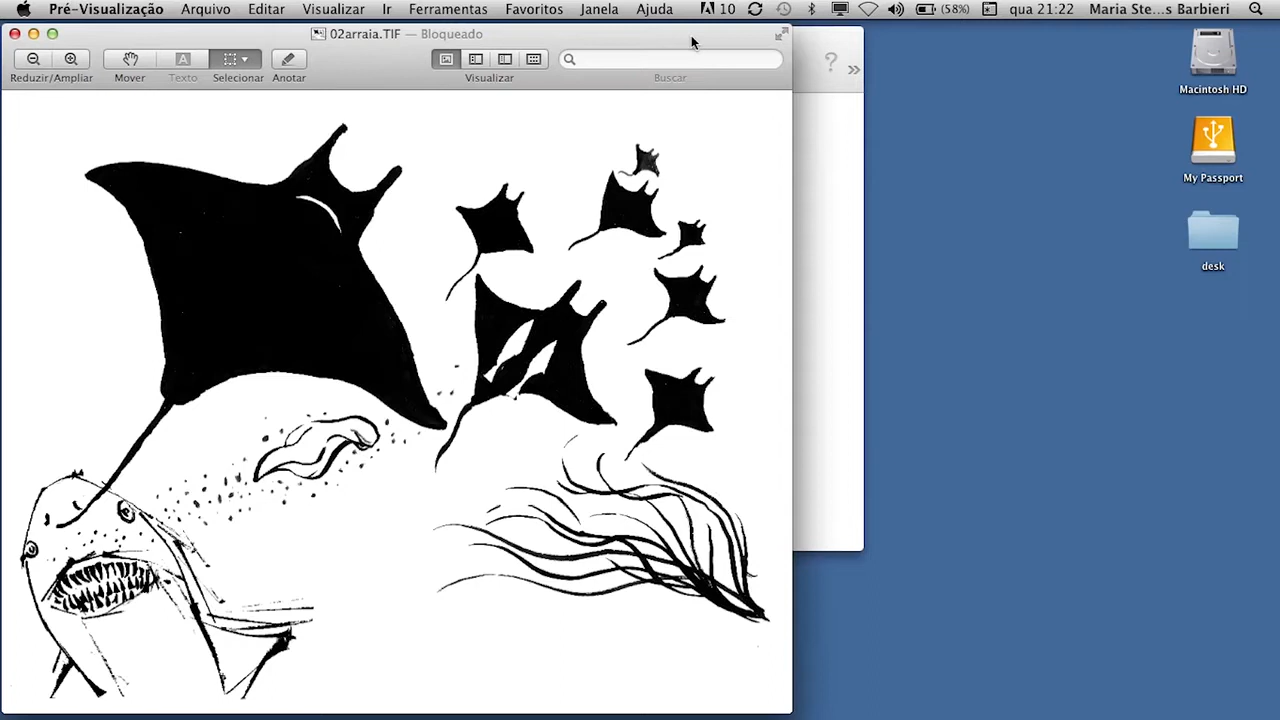 Pré-Visualização Arquivo Editar Visualizar Ir Ferramentas Favoritos Janela Ajuda 10 (58%) qua 21:22 Maria Ste...s Barbieri
02arraia.TIF — Bloqueado
Reduzir/Ampliar Mover Texto Selecionar Anotar Visualizar Buscar
Macintosh HD
My Passport
desk